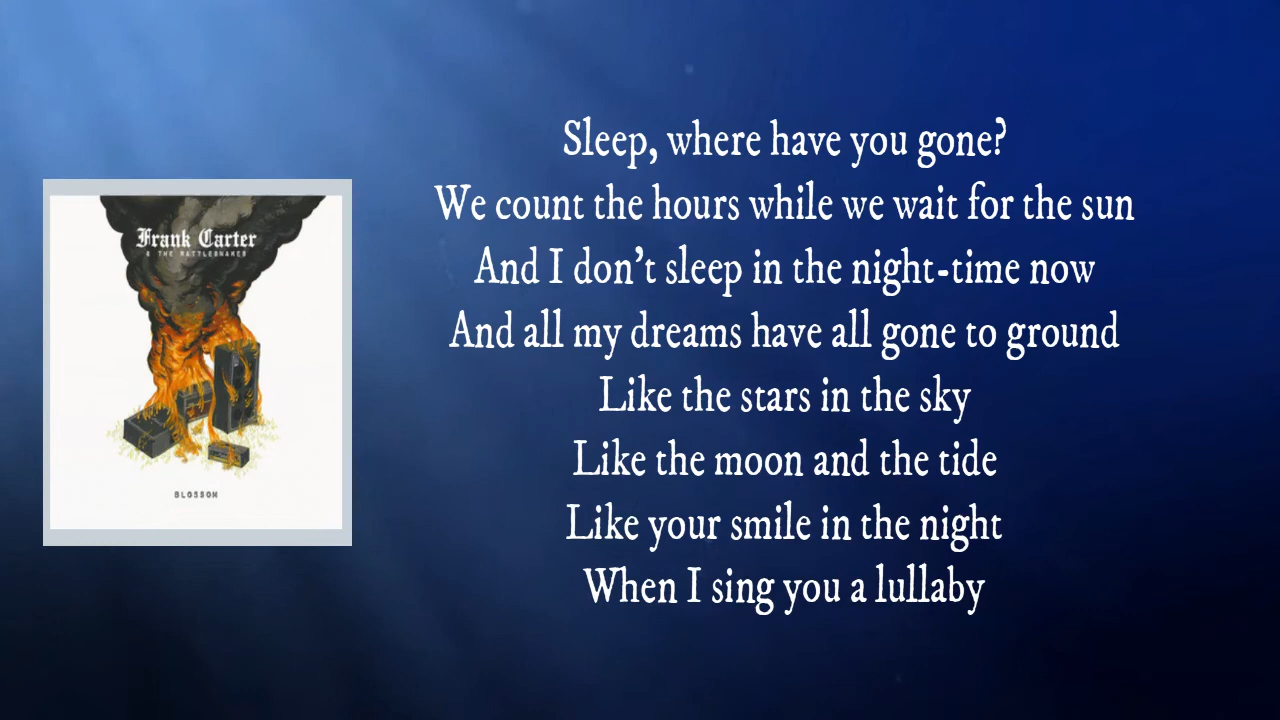 Frank Carter
& THE RATTLESNAKES
BLOSSOM
Sleep, where have you gone?
We count the hours while we wait for the sun
And I don't sleep in the night-time now
And all my dreams have all gone to ground
Like the stars in the sky
Like the moon and the tide
Like your smile in the night
When I sing you a lullaby